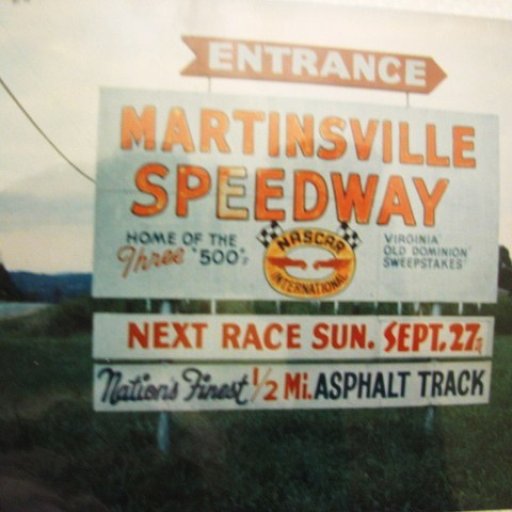 ENTRANCE
MARTINSVILLE
SPEEDWAY
HOME OF THE
Three "500"s
NASCAR
INTERNATIONAL
VIRGINIA
OLD DOMINION
SWEEPSTAKES
NEXT RACE SUN. SEPT. 27
Nation's Finest 1/2 Mi. ASPHALT TRACK